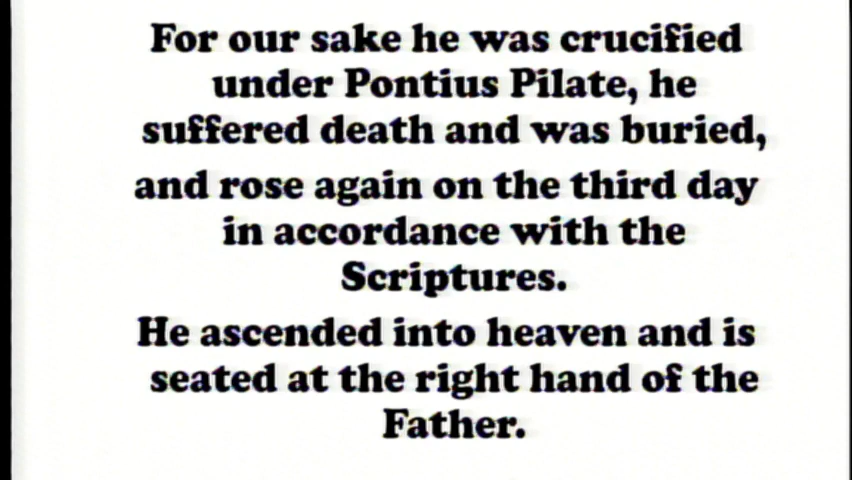 For our sake he was crucified
under Pontius Pilate, he
suffered death and was buried,
and rose again on the third day
in accordance with the
Scriptures.
He ascended into heaven and is
seated at the right hand of the
Father.